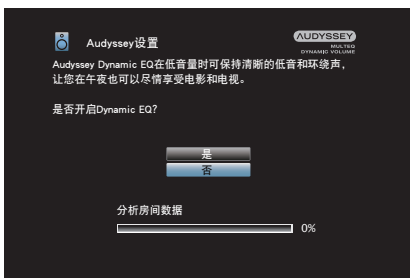 Audyssey设置
AUDYSSEY
MULTEQ
DYNAMIC VOLUME
Audyssey Dynamic EQ在低音量时可保持清晰的低音和环绕声，
让您在午夜也可以尽情享受电影和电视。
是否开启Dynamic EQ?
是
否
分析房间数据
0%